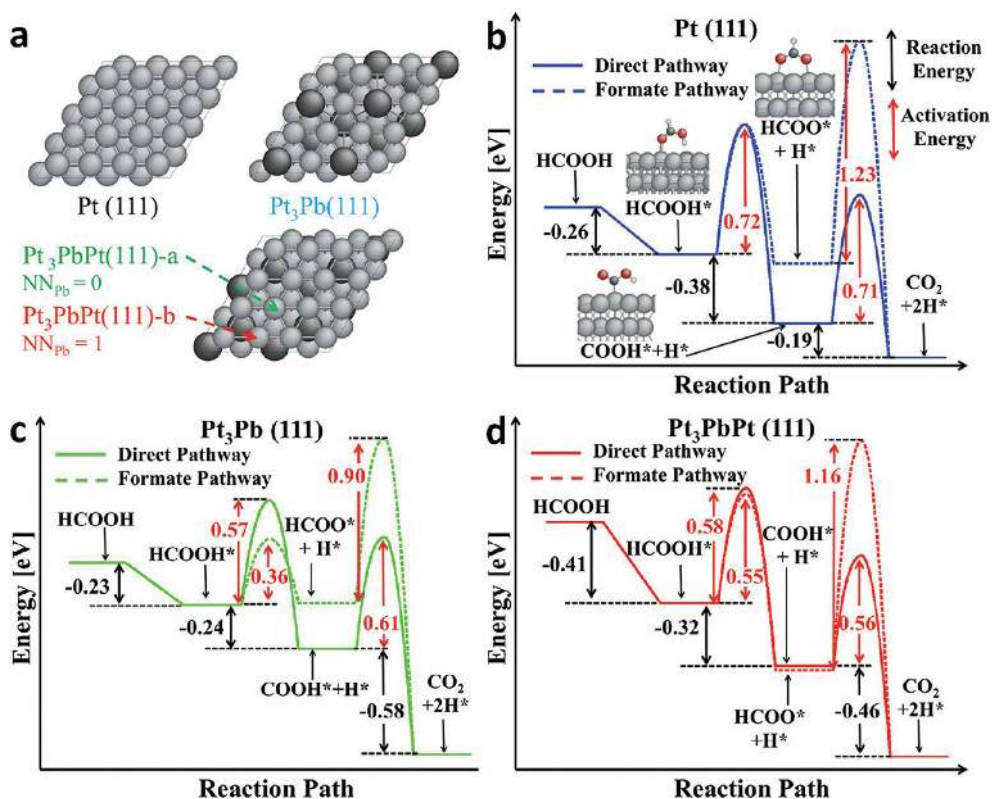 a
Pt (111)
Pt₃Pb(111)
Pt₃PbPt(111)-a
NN_Pb = 0
Pt₃PbPt(111)-b
NN_Pb = 1
b
Pt (111)
Direct Pathway
Formate Pathway
Reaction
Energy
Activation
Energy
HCOO*
+ H*
HCOOH
HCOOH*
-0.26
0.72
1.23
-0.38
0.71
COOH*+H*
-0.19
CO₂
+2H*
Energy [eV]
Reaction Path
c
Pt₃Pb (111)
Direct Pathway
Formate Pathway
HCOOH
HCOOH*
HCOO*
+ H*
0.90
0.57
0.36
-0.23
-0.24
0.61
COOH*+H*
-0.58
CO₂
+2H*
Energy [eV]
Reaction Path
d
Pt₃PbPt (111)
Direct Pathway
Formate Pathway
HCOOH
HCOOH*
COOH*
+ H*
1.16
0.58
0.55
-0.41
-0.32
0.56
HCOO*
+H*
-0.46
CO₂
+2H*
Energy [eV]
Reaction Path